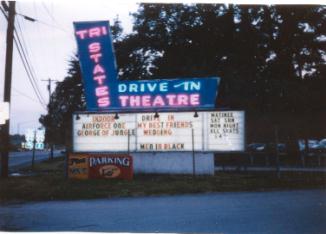 TRI
STATES
DRIVE IN
THEATRE
INDOOR
AIRFORCE ONE
GEORGE OF JUNGLE
DRIVE IN
MY BEST FRIENDS
WEDDING
MEN IN BLACK
MATINEE
SAT SUN
MON NIGHT
ALL SEATS
PARKING